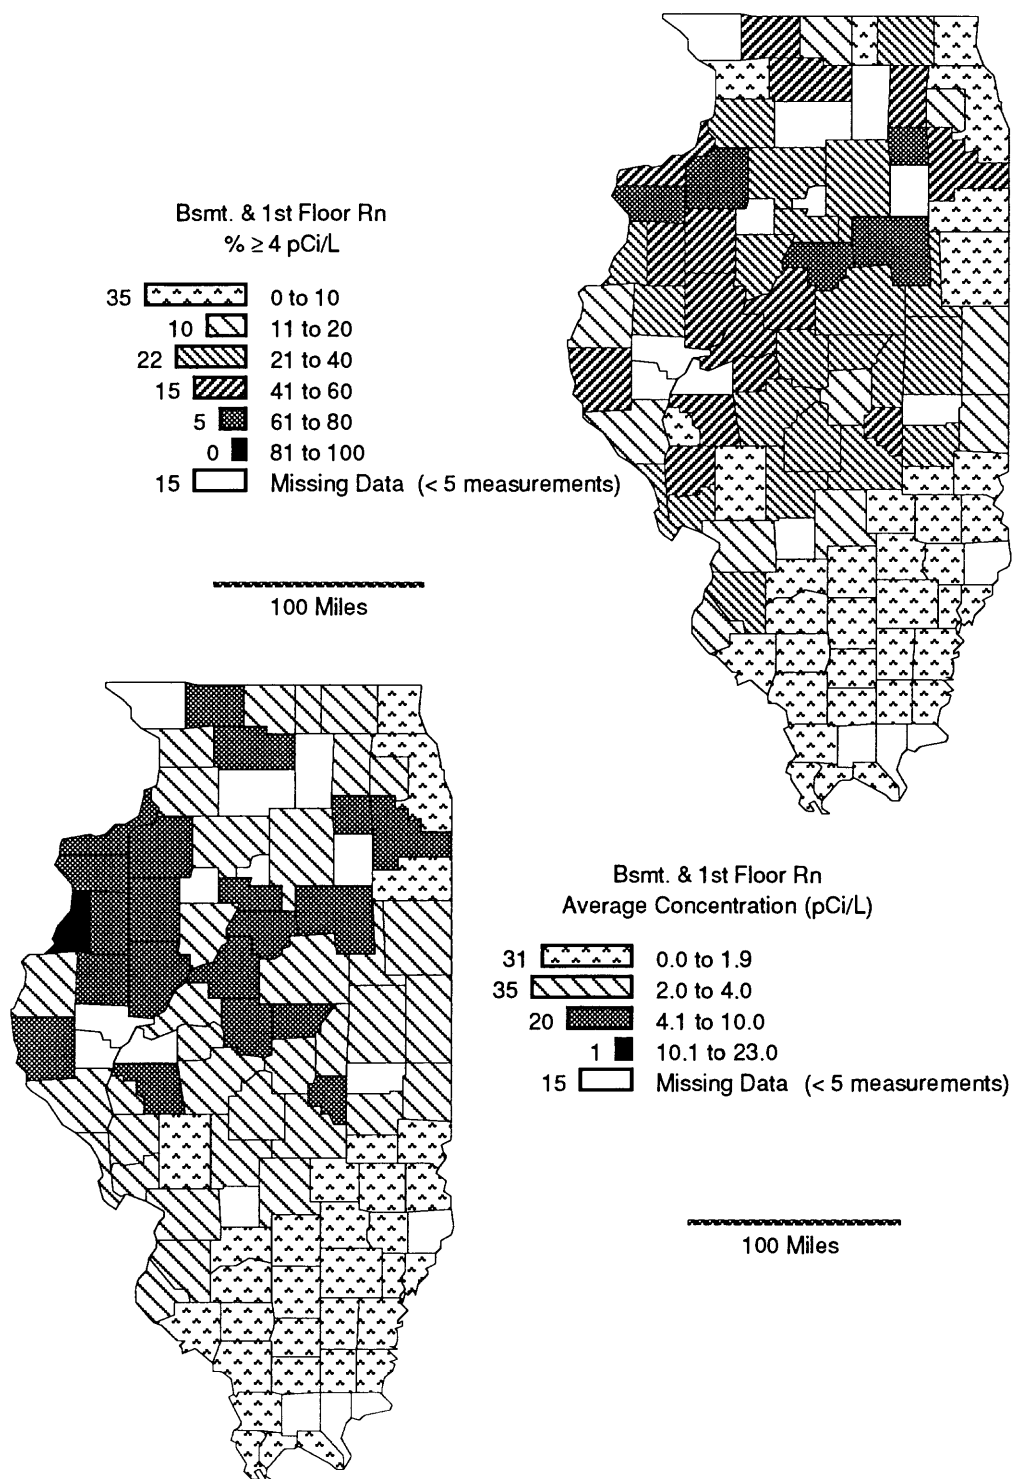 Bsmt. & 1st Floor Rn
% ≥ 4 pCi/L
35 0 to 10
10 11 to 20
22 21 to 40
15 41 to 60
5 61 to 80
0 81 to 100
15 Missing Data (< 5 measurements)
100 Miles
Bsmt. & 1st Floor Rn
Average Concentration (pCi/L)
31 0.0 to 1.9
35 2.0 to 4.0
20 4.1 to 10.0
1 10.1 to 23.0
15 Missing Data (< 5 measurements)
100 Miles